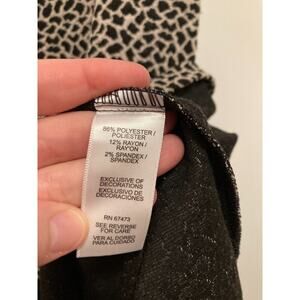 86% POLYESTER /
POLIESTER
12% RAYON /
RAYON
2% SPANDEX /
SPANDEX
EXCLUSIVE OF
DECORATIONS
EXCLUSIVO DE
DECORACIONES
RN 67473
SEE REVERSE
FOR CARE
VER AL DORSO
PARA CUIDADO